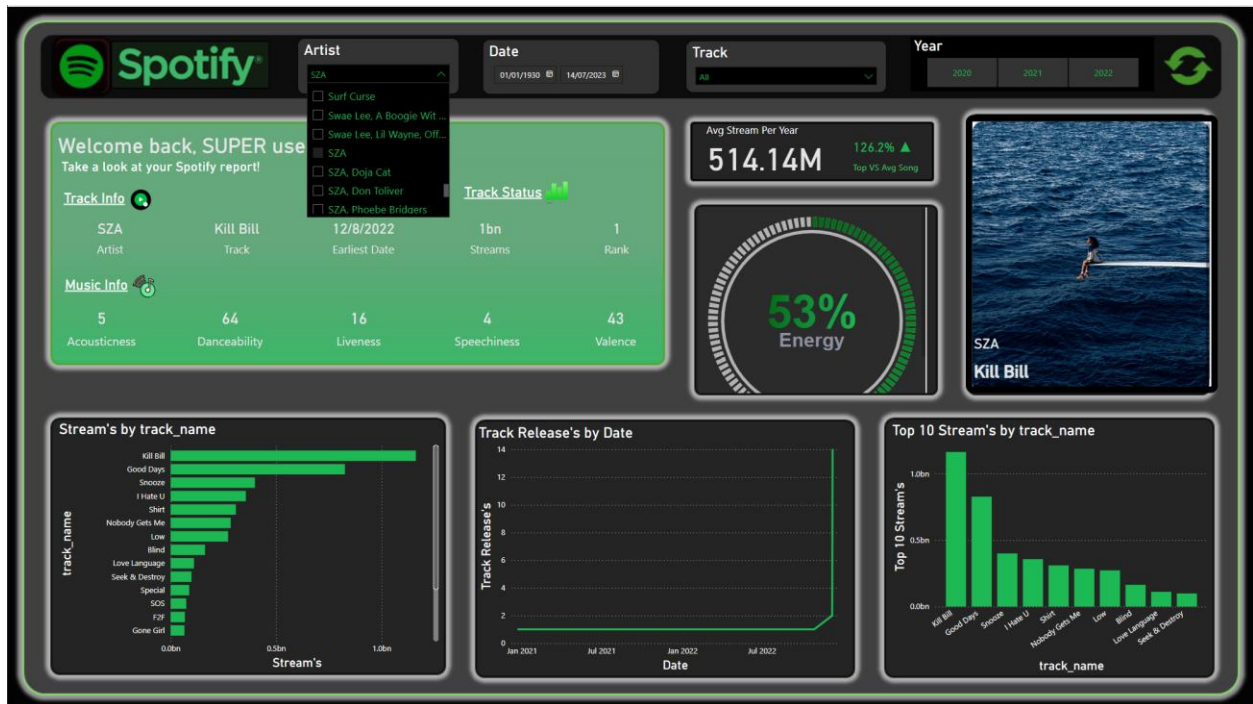 Spotify®
Artist
SZA
Surf Curse
Swae Lee, A Boogie Wit ...
Swae Lee, Lil Wayne, Off...
SZA
SZA, Doja Cat
SZA, Don Toliver
SZA, Phoebe Bridgers
Date
01/01/1930 14/07/2023
Track
All
Year
2020 2021 2022
Welcome back, SUPER use
Take a look at your Spotify report!
Track Info
Track Status
SZA Kill Bill 12/8/2022 1bn 1
Artist Track Earliest Date Streams Rank
Music Info
5 64 16 4 43
Acousticness Danceability Liveness Speechiness Valence
Avg Stream Per Year
514.14M
126.2% ▲
Top VS Avg Song
53%
Energy
SZA
Kill Bill
Stream's by track_name
track_name
Kill Bill
Good Days
Snooze
I Hate U
Shirt
Nobody Gets Me
Low
Blind
Love Language
Seek & Destroy
Special
SOS
F2F
Gone Girl
0.0bn 0.5bn 1.0bn
Stream's
Track Release's by Date
Track Release's
14
12
10
8
6
4
2
0
Jan 2021 Jul 2021 Jan 2022 Jul 2022
Date
Top 10 Stream's by track_name
Top 10 Stream's
1.0bn
0.5bn
0.0bn
Kill Bill
Good Days
Snooze
I Hate U
Shirt
Nobody Gets Me
Low
Blind
Love Language
Seek & Destroy
track_name